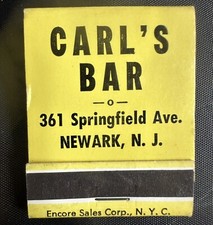 CARL'S
BAR
—o—
361 Springfield Ave.
NEWARK, N. J.
Encore Sales Corp., N. Y. C.